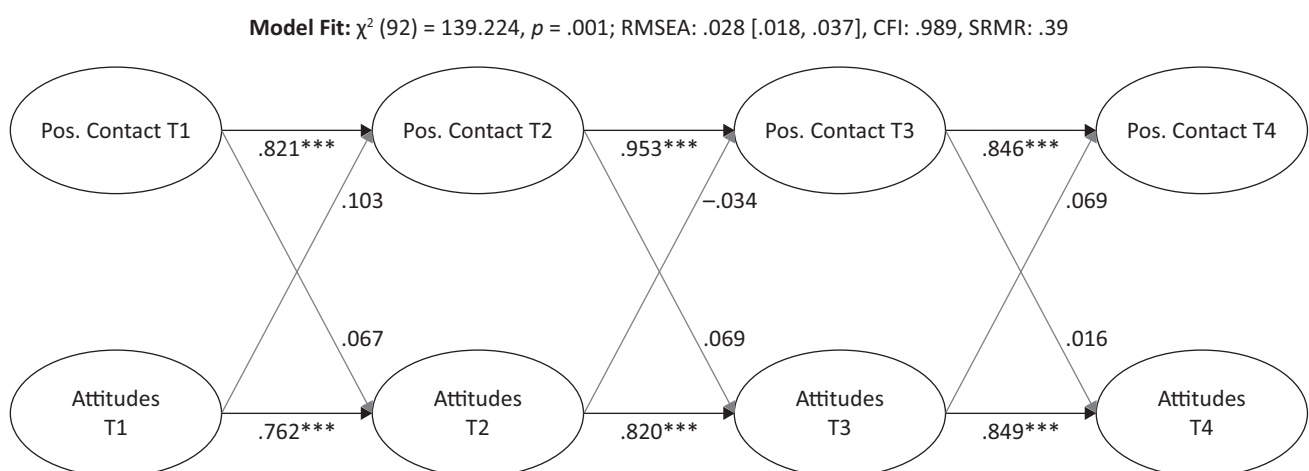 Model Fit: χ² (92) = 139.224, p = .001; RMSEA: .028 [.018, .037], CFI: .989, SRMR: .39
Pos. Contact T1
Pos. Contact T2
Pos. Contact T3
Pos. Contact T4
.821***
.953***
.846***
.103
–.034
.069
.067
.069
.016
Attitudes
T1
Attitudes
T2
Attitudes
T3
Attitudes
T4
.762***
.820***
.849***